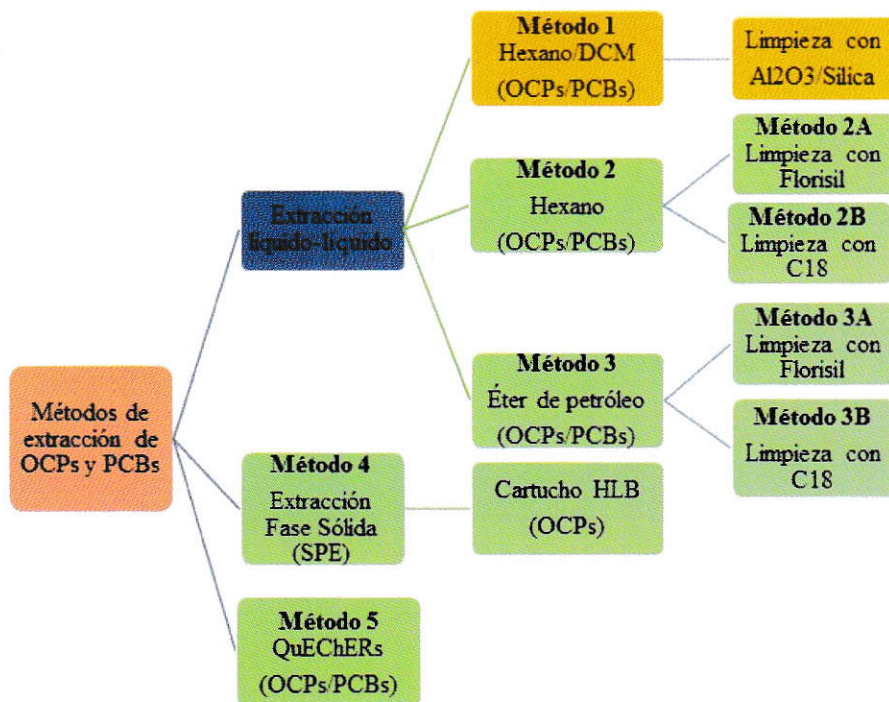 Métodos de
extracción de
OCPs y PCBs
Extracción
líquido-líquido
Método 1
Hexano/DCM
(OCPs/PCBs)
Limpieza con
Al2O3/Silica
Método 2
Hexano
(OCPs/PCBs)
Método 2A
Limpieza con
Florisil
Método 2B
Limpieza con
C18
Método 3
Éter de petróleo
(OCPs/PCBs)
Método 3A
Limpieza con
Florisil
Método 3B
Limpieza con
C18
Método 4
Extracción
Fase Sólida
(SPE)
Cartucho HLB
(OCPs)
Método 5
QuEChERs
(OCPs/PCBs)